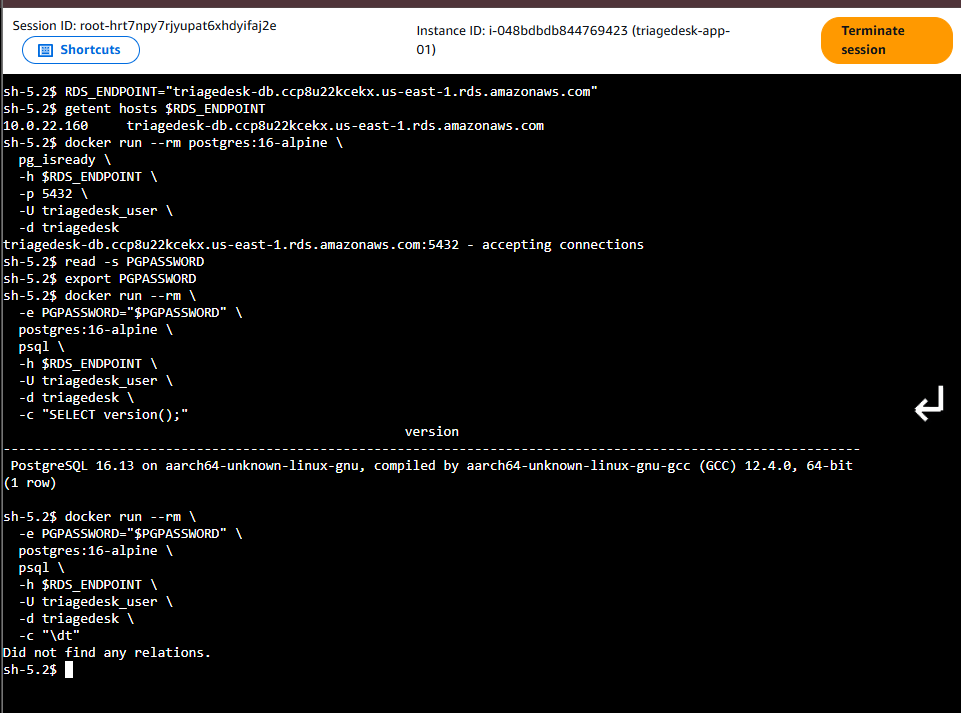 Session ID: root-hrt7npy7rjyupat6xhdyifaj2e
Shortcuts
Instance ID: i-048bdbdb844769423 (triagedesk-app-
01)
Terminate
session
sh-5.2$ RDS_ENDPOINT="triagedesk-db.ccp8u22kcekx.us-east-1.rds.amazonaws.com"
sh-5.2$ getent hosts $RDS_ENDPOINT
10.0.22.160     triagedesk-db.ccp8u22kcekx.us-east-1.rds.amazonaws.com
sh-5.2$ docker run --rm postgres:16-alpine \
  pg_isready \
  -h $RDS_ENDPOINT \
  -p 5432 \
  -U triagedesk_user \
  -d triagedesk
triagedesk-db.ccp8u22kcekx.us-east-1.rds.amazonaws.com:5432 - accepting connections
sh-5.2$ read -s PGPASSWORD
sh-5.2$ export PGPASSWORD
sh-5.2$ docker run --rm \
  -e PGPASSWORD="$PGPASSWORD" \
  postgres:16-alpine \
  psql \
  -h $RDS_ENDPOINT \
  -U triagedesk_user \
  -d triagedesk \
  -c "SELECT version();"
                                                   version
--------------------------------------------------------------------------------------------------------------
 PostgreSQL 16.13 on aarch64-unknown-linux-gnu, compiled by aarch64-unknown-linux-gnu-gcc (GCC) 12.4.0, 64-bit
(1 row)
sh-5.2$ docker run --rm \
  -e PGPASSWORD="$PGPASSWORD" \
  postgres:16-alpine \
  psql \
  -h $RDS_ENDPOINT \
  -U triagedesk_user \
  -d triagedesk \
  -c "\dt"
Did not find any relations.
sh-5.2$